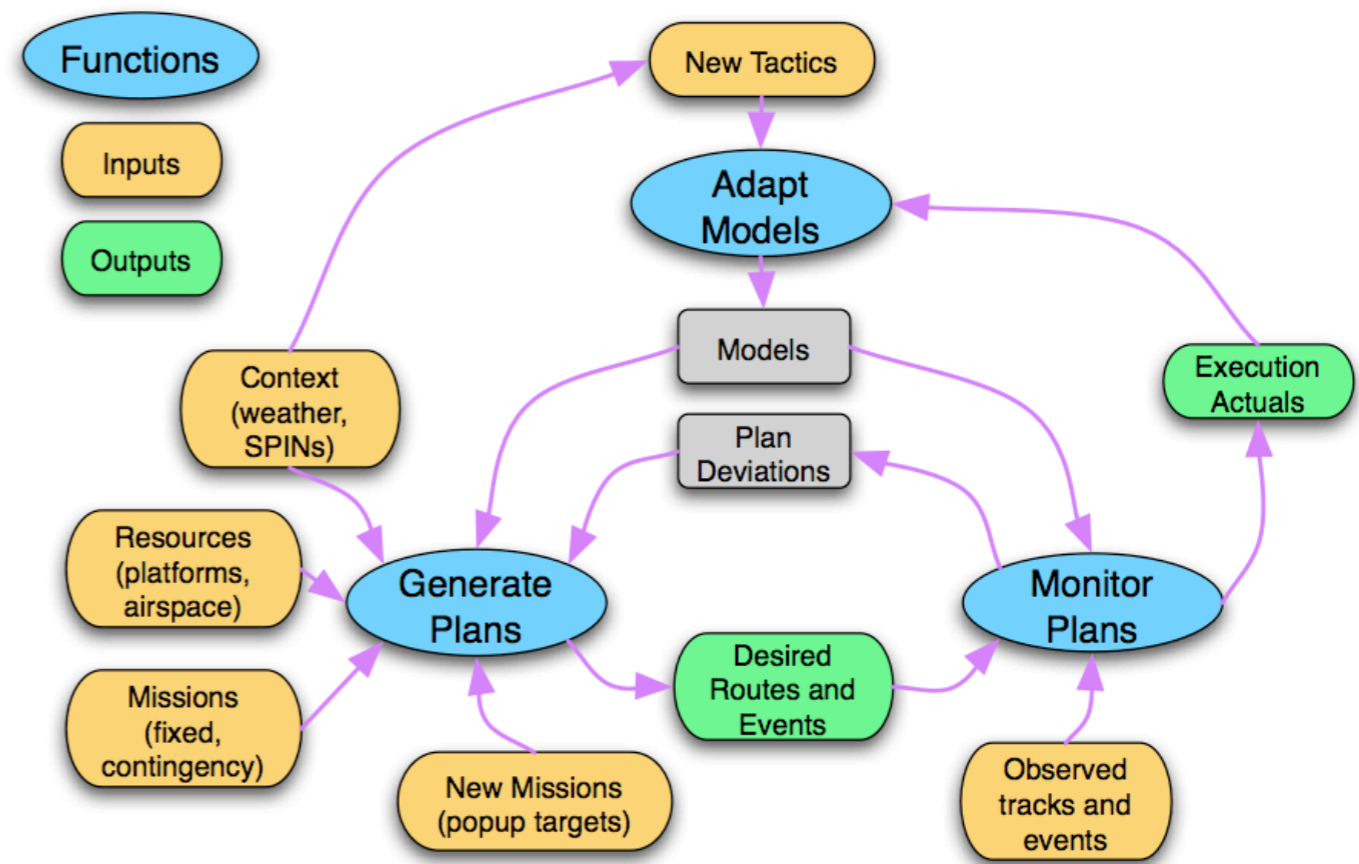 Functions
Inputs
Outputs
New Tactics
Adapt
Models
Models
Plan
Deviations
Execution
Actuals
Context
(weather,
SPINs)
Resources
(platforms,
airspace)
Missions
(fixed,
contingency)
Generate
Plans
New Missions
(popup targets)
Desired
Routes and
Events
Monitor
Plans
Observed
tracks and
events